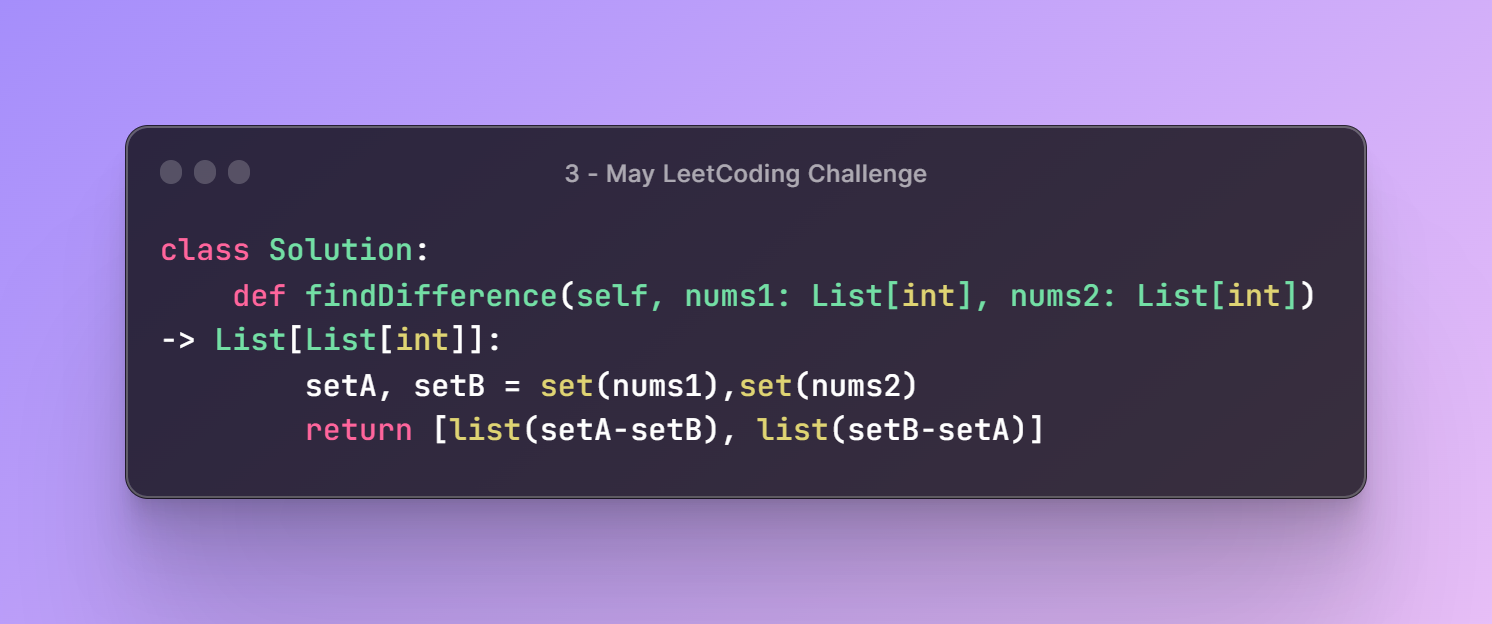 3 - May LeetCoding Challenge
class Solution:
    def findDifference(self, nums1: List[int], nums2: List[int])
-> List[List[int]]:
        setA, setB = set(nums1),set(nums2)
        return [list(setA-setB), list(setB-setA)]